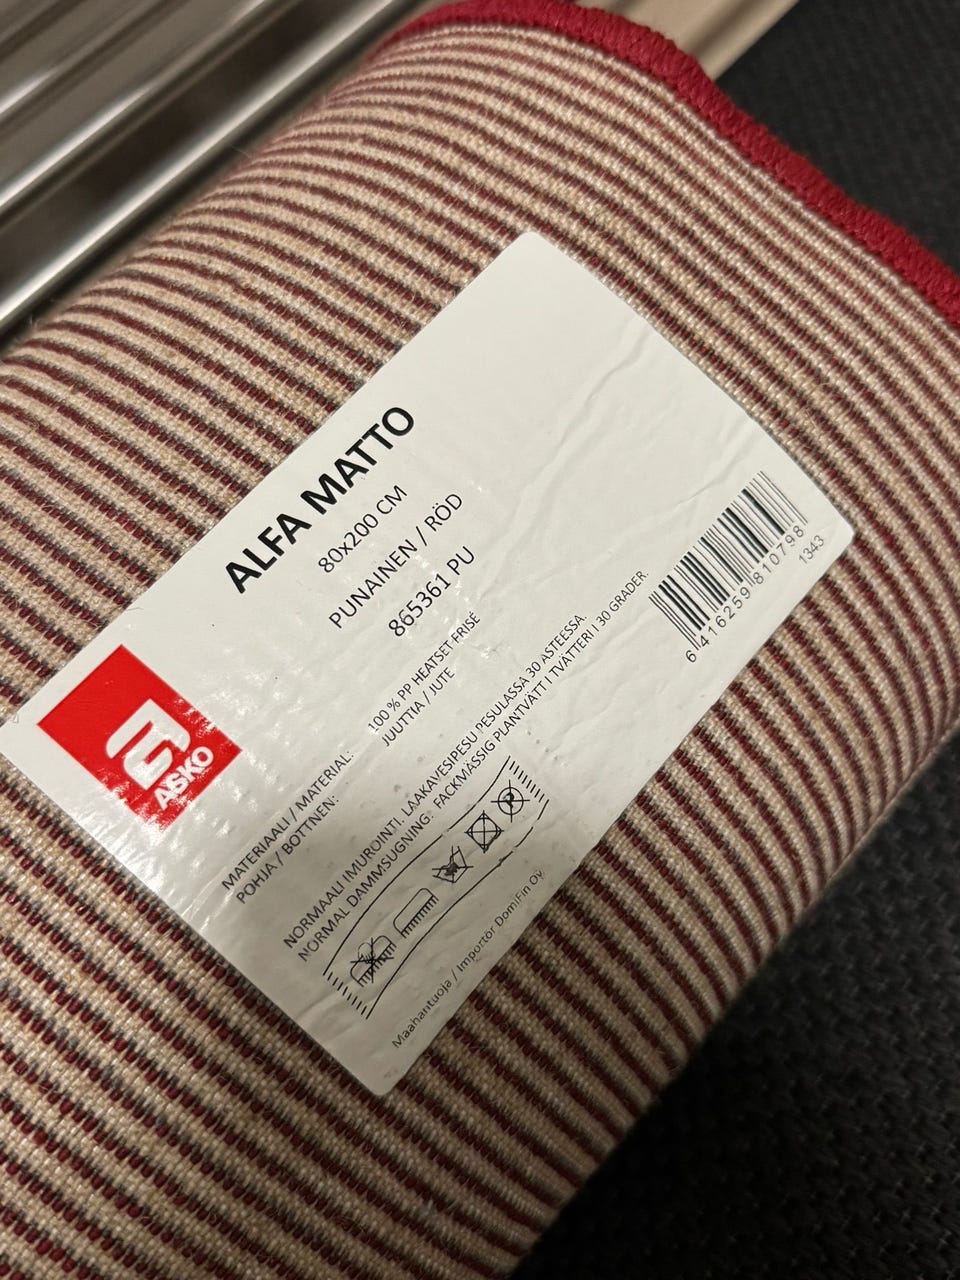 ALFA MATTO
80x200 CM
PUNAINEN / RÖD
865361 PU
ASKO
MATERIAALI / MATERIAL: 100 % PP HEATSET FRISÉ
POHJA / BOTTNEN: JUUTTIA / JUTE
NORMAALI IMUROINTI. LAAKAVESIPESU PESULASSA 30 ASTEESSA.
NORMAL DAMMSUGNING: FACKMÄSSIG PLANTVÄTT I TVÄTTERI I 30 GRADER.
P
Maahantuoja / Importör DomiFin Oy
6 416259 810798
1343